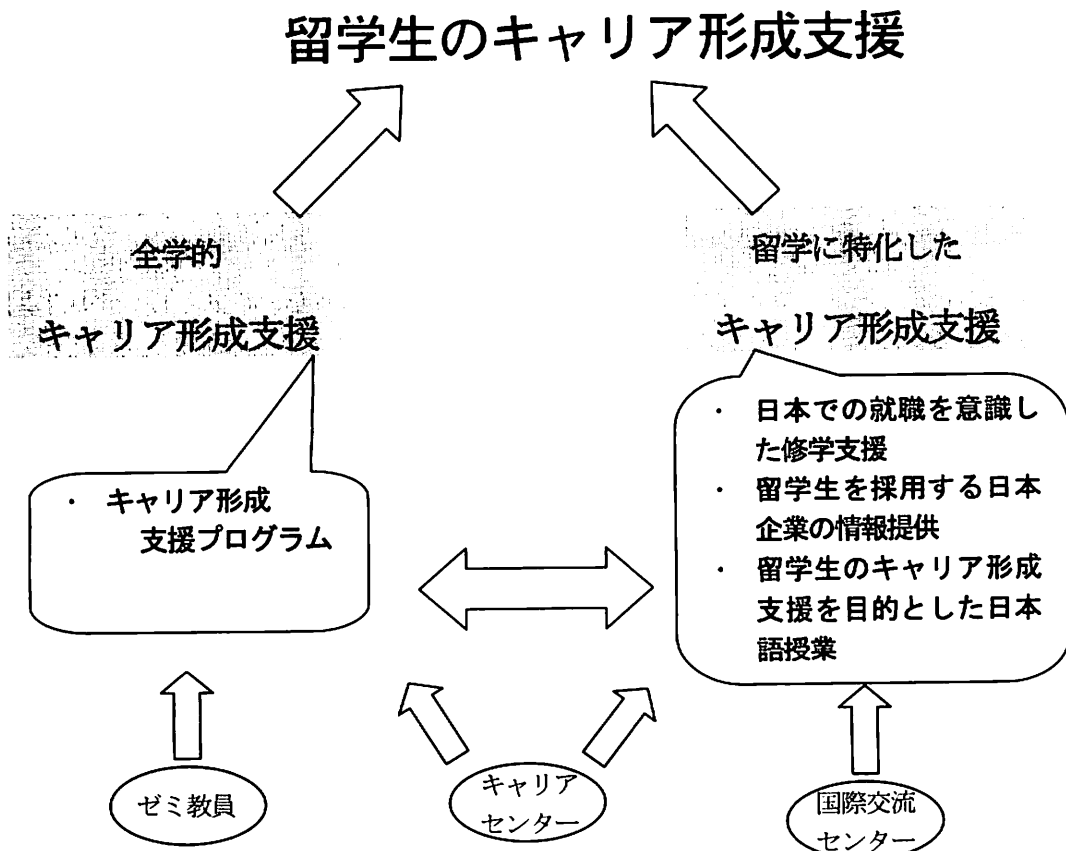 留学生のキャリア形成支援
全学的
キャリア形成支援
留学に特化した
キャリア形成支援
・ キャリア形成
支援プログラム
・ 日本での就職を意識し
た修学支援
・ 留学生を採用する日本
企業の情報提供
・ 留学生のキャリア形成
支援を目的とした日本
語授業
ゼミ教員
キャリア
センター
国際交流
センター